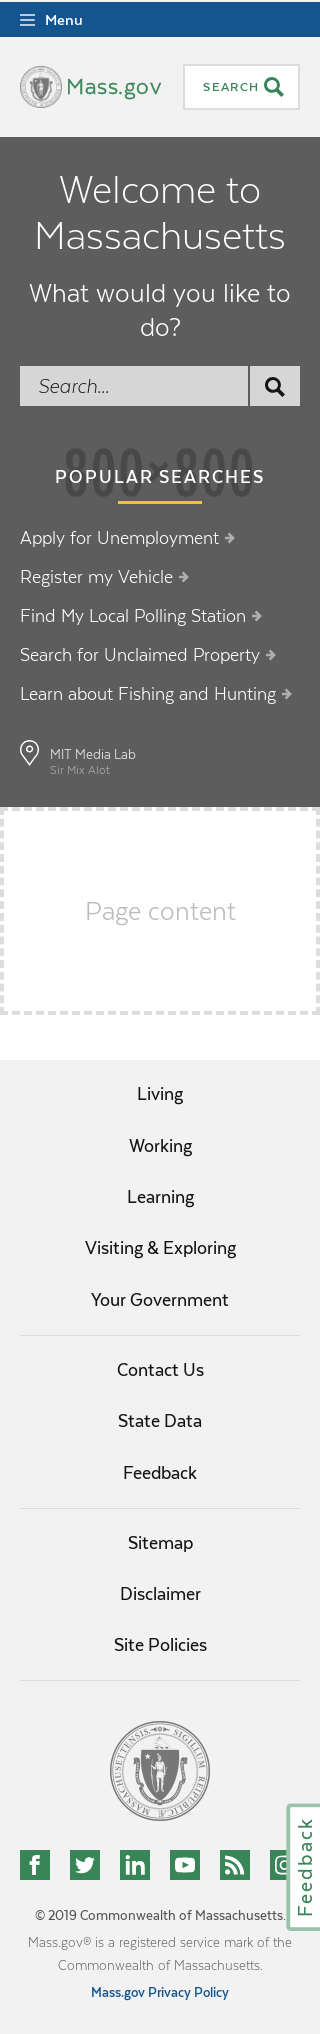 Menu
Mass.gov
SEARCH
Welcome to
Massachusetts
What would you like to
do?
Search...
800×800
POPULAR SEARCHES
Apply for Unemployment
Register my Vehicle
Find My Local Polling Station
Search for Unclaimed Property
Learn about Fishing and Hunting
MIT Media Lab
Sir Mix Alot
Page content
Living
Working
Learning
Visiting & Exploring
Your Government
Contact Us
State Data
Feedback
Sitemap
Disclaimer
Site Policies
Feedback
© 2019 Commonwealth of Massachusetts.
Mass.gov® is a registered service mark of the
Commonwealth of Massachusetts.
Mass.gov Privacy Policy